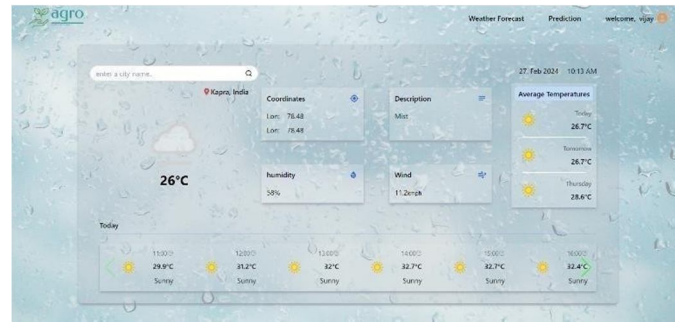 agro
Weather Forecast Prediction welcome, vijay
enter a city name.
27, Feb 2024 10:13 AM
Kapra, India
Coordinates
Lon: 78.48
Lon: 78.48
Description
Mist
Average Temperatures
Today
26.7°C
Tomorrow
26.7°C
Thursday
28.6°C
26°C
humidity
58%
Wind
11.2kmph
Today
11:00 12:00 13:00 14:00 15:00 16:00
29.9°C 31.2°C 32°C 32.7°C 32.7°C 32.4°C
Sunny Sunny Sunny Sunny Sunny Sunny